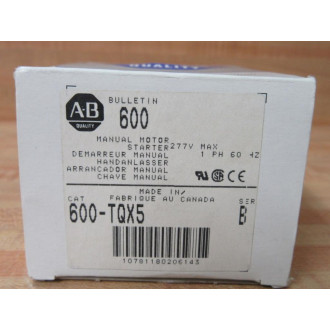 QUALITY
A-B
QUALITY
BULLETIN
600
MANUAL MOTOR
STARTER 277V MAX
DEMARREUR MANUAL 1 PH 60 HZ
HANDANLASSER
ARRANCADOR MANUAL
CHAVE MANUAL
MADE IN/
FABRIQUE AU CANADA
CAT
600-TQX5
SER
B
10761180206143